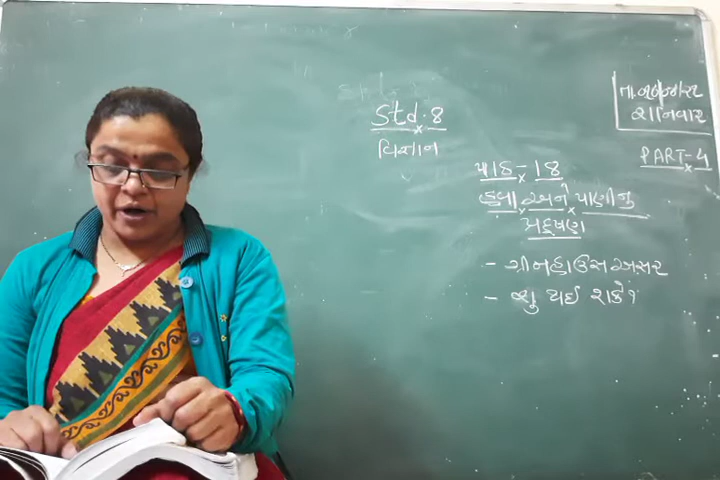 Std. 8
વિજ્ઞાન
પાઠ - 18
હવા અને પાણીનુ
પ્રદૂષણ
- ગ્રીનહાઉસ અસર
- શુ થઈ શકે?
તા.
શનિવાર
PART-4